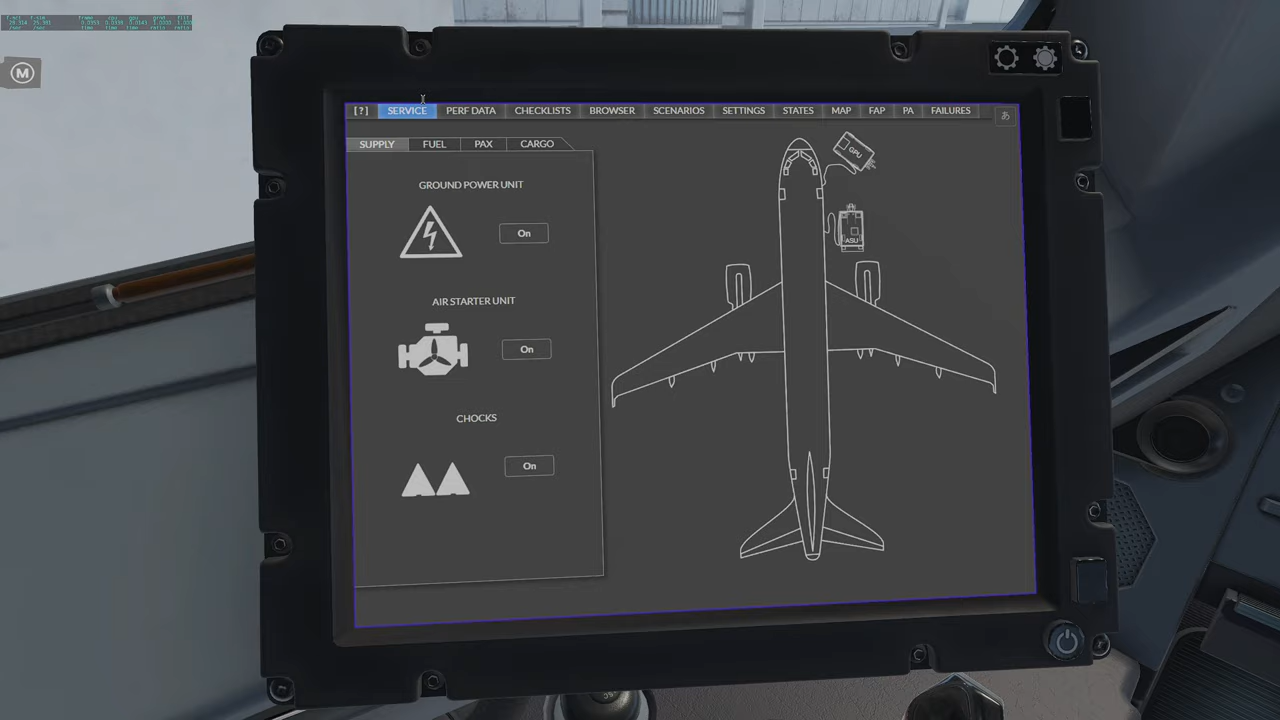 M
[?] SERVICE PERF DATA CHECKLISTS BROWSER SCENARIOS SETTINGS STATES MAP FAP PA FAILURES
あ
SUPPLY FUEL PAX CARGO
GROUND POWER UNIT
On
AIR STARTER UNIT
On
CHOCKS
On
GPU
ASU